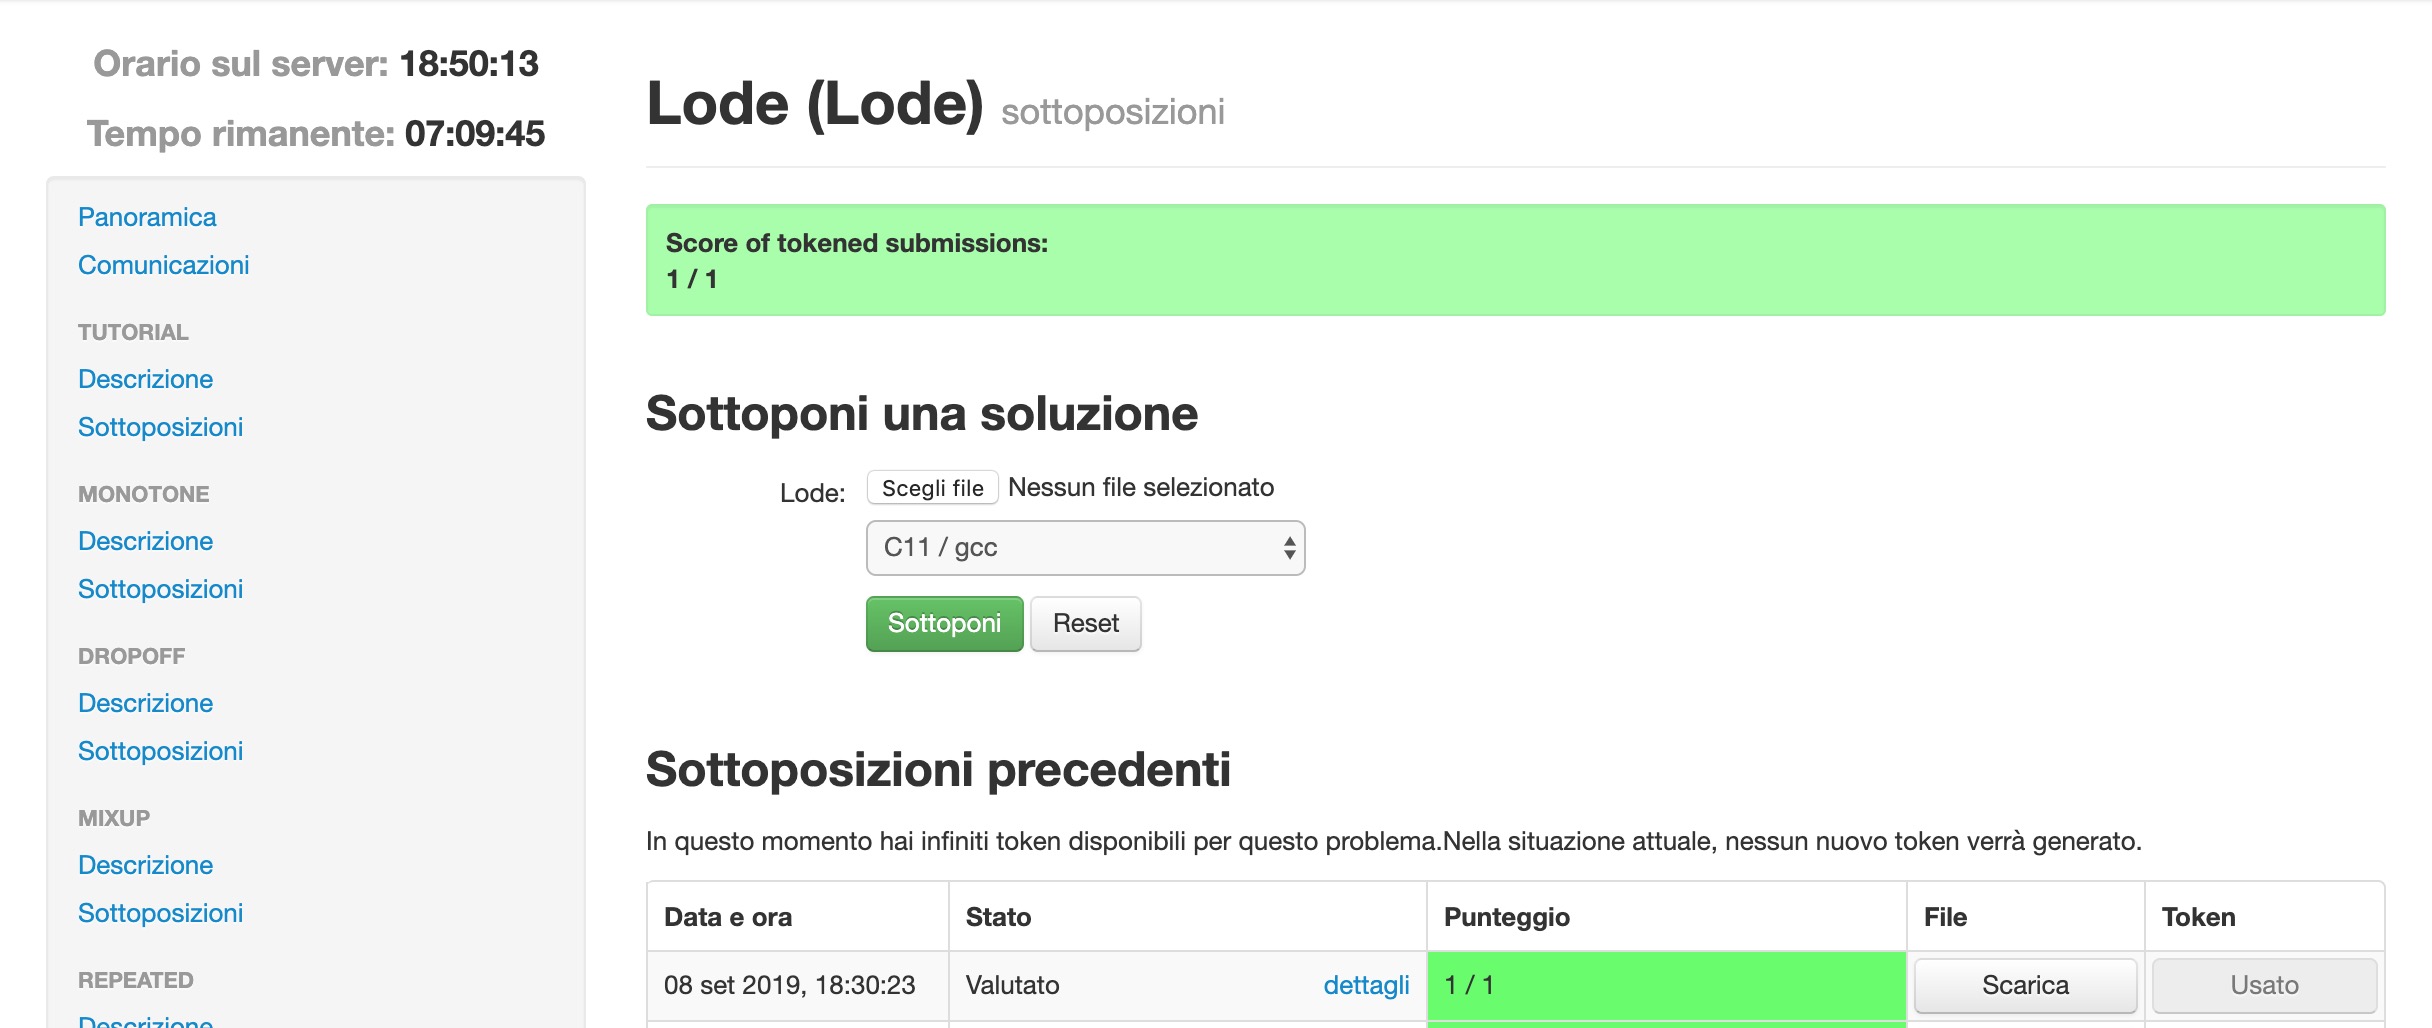 Orario sul server: 18:50:13
Tempo rimanente: 07:09:45
Panoramica
Comunicazioni
TUTORIAL
Descrizione
Sottoposizioni
MONOTONE
Descrizione
Sottoposizioni
DROPOFF
Descrizione
Sottoposizioni
MIXUP
Descrizione
Sottoposizioni
REPEATED
Descrizione
Lode (Lode) sottoposizioni
Score of tokened submissions:
1 / 1
Sottoponi una soluzione
Lode: Scegli file Nessun file selezionato
C11 / gcc
Sottoponi Reset
Sottoposizioni precedenti
In questo momento hai infiniti token disponibili per questo problema.Nella situazione attuale, nessun nuovo token verrà generato.
Data e ora Stato Punteggio File Token
08 set 2019, 18:30:23 Valutato dettagli 1 / 1 Scarica Usato